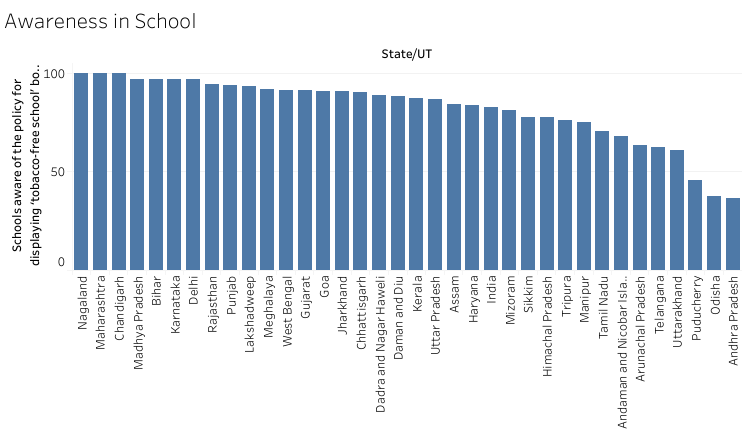 Awareness in School
State/UT
Schools aware of the policy for
displaying ‘tobacco-free school’ bo..
100
50
0
Nagaland
Maharashtra
Chandigarh
Madhya Pradesh
Bihar
Karnataka
Delhi
Rajasthan
Punjab
Lakshadweep
Meghalaya
West Bengal
Gujarat
Goa
Jharkhand
Chhattisgarh
Dadra and Nagar Haweli
Daman and Diu
Kerala
Uttar Pradesh
Assam
Haryana
India
Mizoram
Sikkim
Himachal Pradesh
Tripura
Manipur
Tamil Nadu
Andaman and Nicobar Isla..
Arunachal Pradesh
Telangana
Uttarakhand
Puducherry
Odisha
Andhra Pradesh